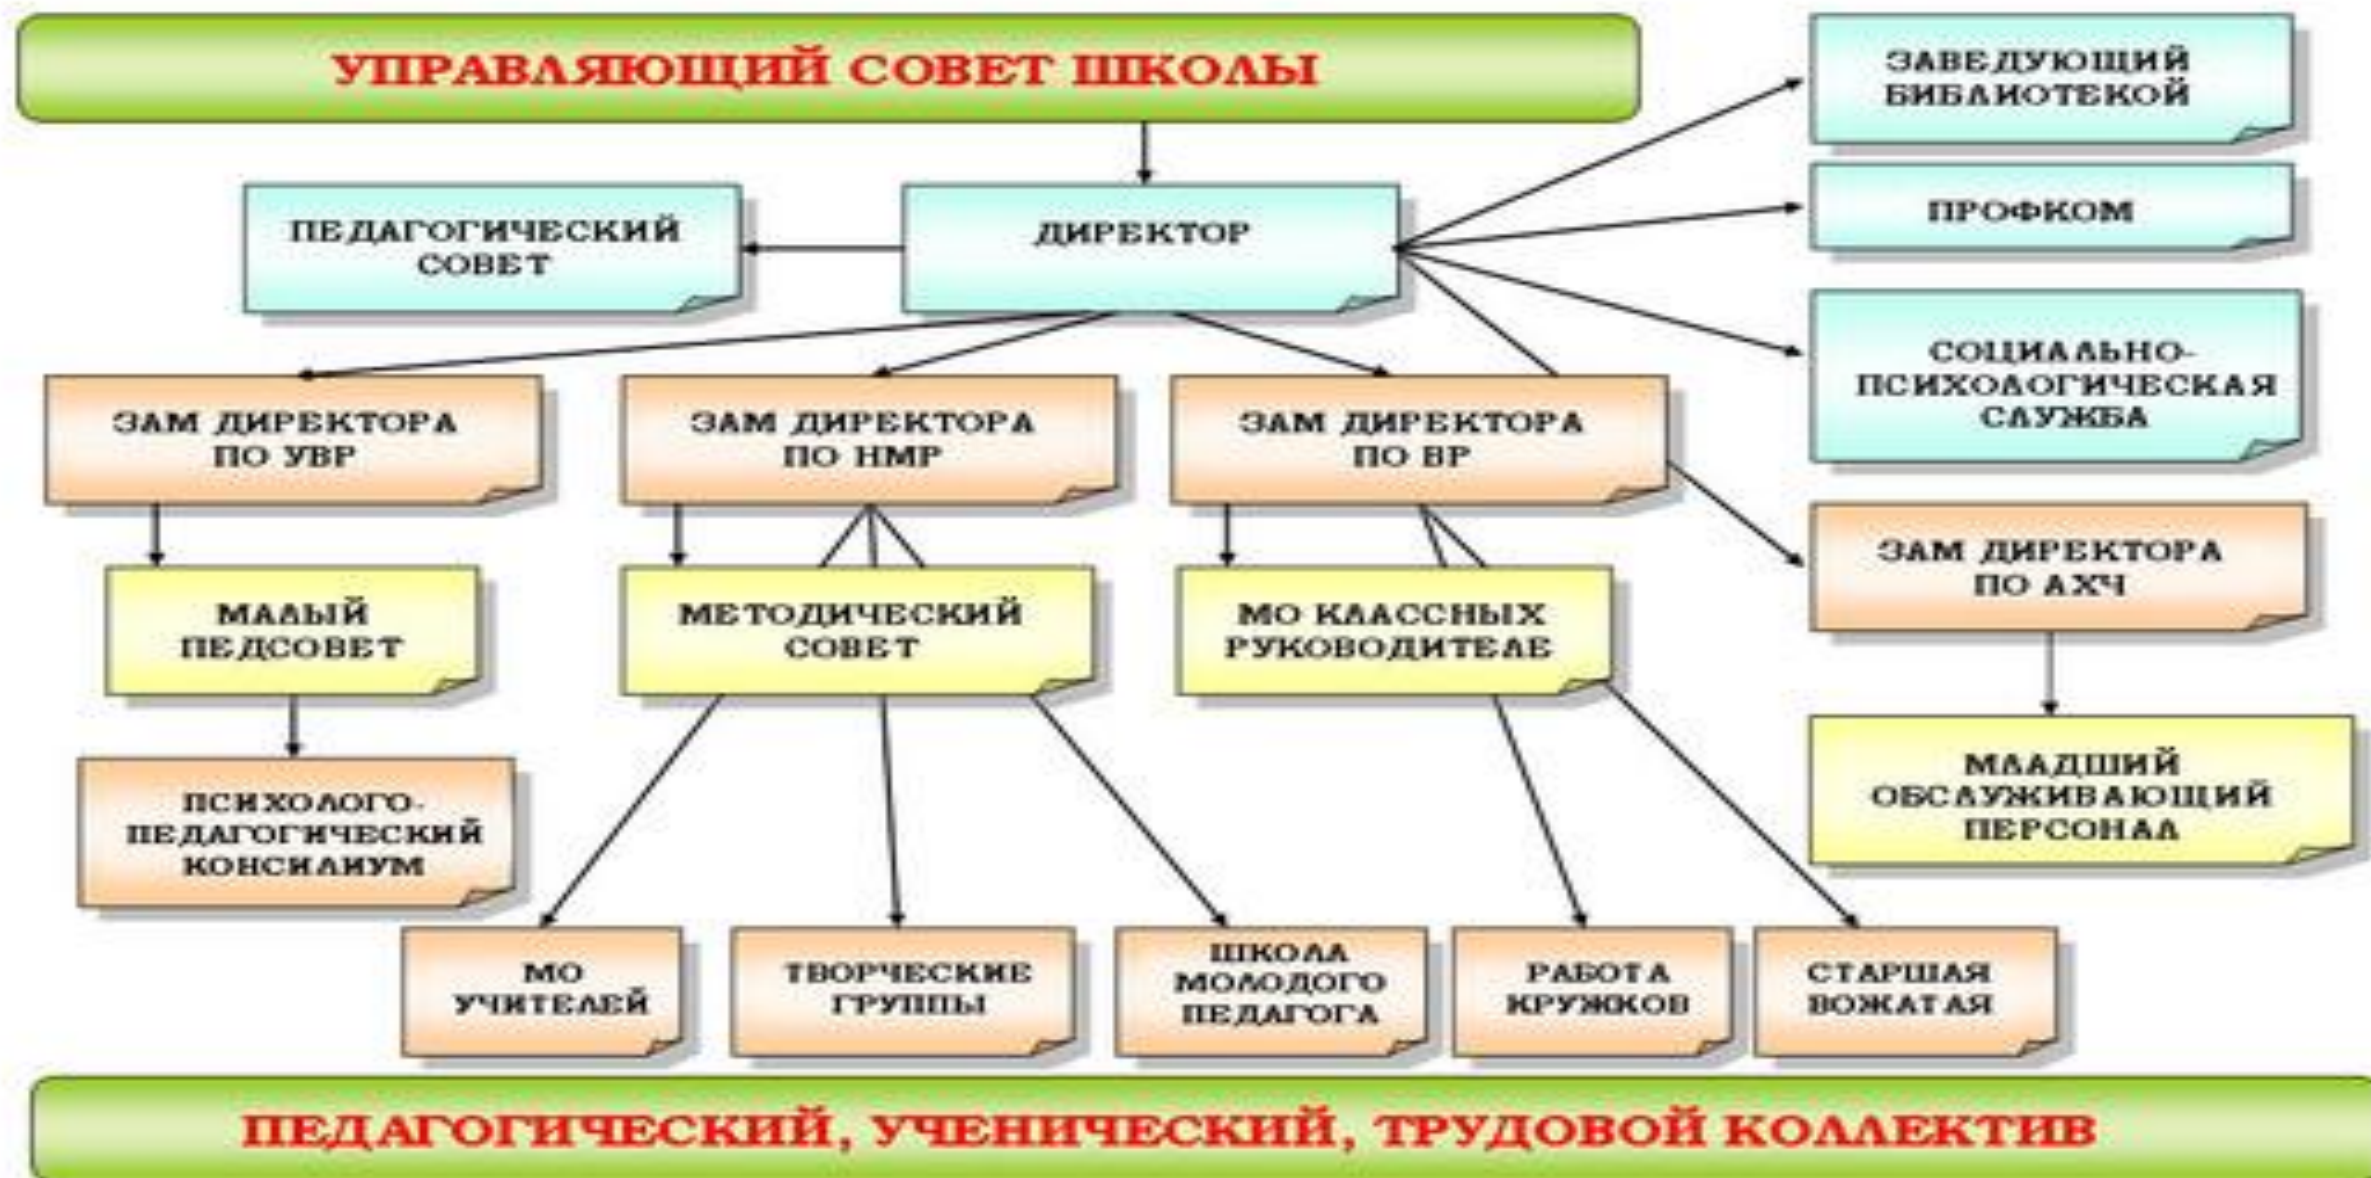 УПРАВЛЯЮЩИЙ СОВЕТ ШКОЛЫ
ЗАВЕДУЮЩИЙ
БИБЛИОТЕКОЙ
ПЕДАГОГИЧЕСКИЙ
СОВЕТ
ДИРЕКТОР
ПРОФКОМ
СОЦИАЛЬНО-
ПСИХОЛОГИЧЕСКАЯ
СЛУЖБА
ЗАМ ДИРЕКТОРА
ПО УВР
ЗАМ ДИРЕКТОРА
ПО НМР
ЗАМ ДИРЕКТОРА
ПО ВР
ЗАМ ДИРЕКТОРА
ПО АХЧ
МАЛЫЙ
ПЕДСОВЕТ
МЕТОДИЧЕСКИЙ
СОВЕТ
МО КЛАССНЫХ
РУКОВОДИТЕЛЕ
МЛАДШИЙ
ОБСЛУЖИВАЮЩИЙ
ПЕРСОНАЛ
ПСИХОЛОГО-
ПЕДАГОГИЧЕСКИЙ
КОНСИЛИУМ
МО
УЧИТЕЛЕЙ
ТВОРЧЕСКИЕ
ГРУППЫ
ШКОЛА
МОЛОДОГО
ПЕДАГОГА
РАБОТА
КРУЖКОВ
СТАРШАЯ
ВОЖАТАЯ
ПЕДАГОГИЧЕСКИЙ, УЧЕНИЧЕСКИЙ, ТРУДОВОЙ КОЛЛЕКТИВ